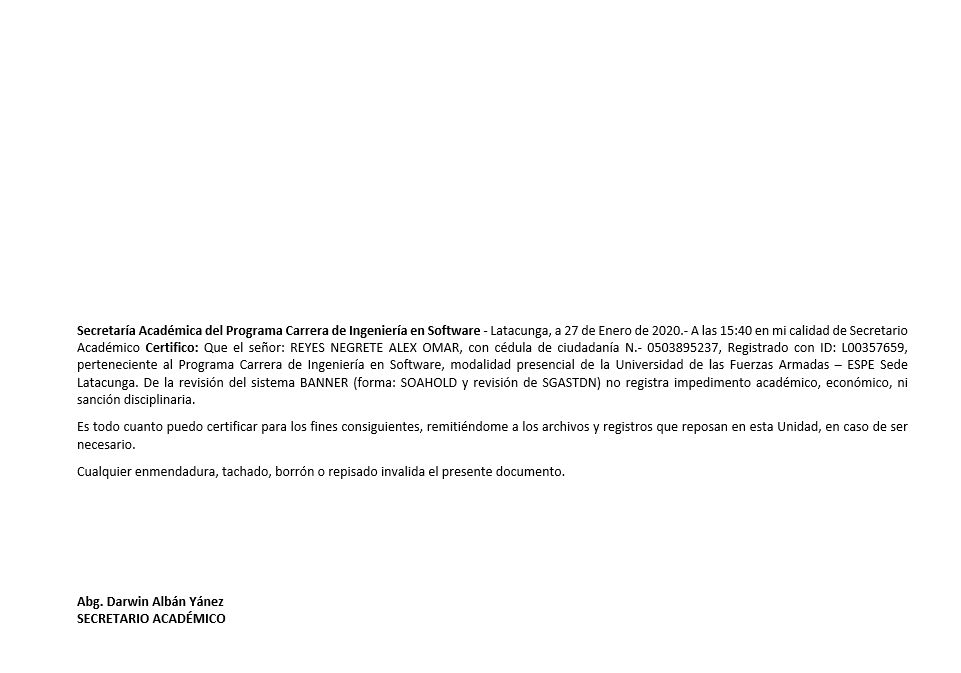 Secretaría Académica del Programa Carrera de Ingeniería en Software - Latacunga, a 27 de Enero de 2020.- A las 15:40 en mi calidad de Secretario
Académico Certifico: Que el señor: REYES NEGRETE ALEX OMAR, con cédula de ciudadanía N.- 0503895237, Registrado con ID: L00357659,
perteneciente al Programa Carrera de Ingeniería en Software, modalidad presencial de la Universidad de las Fuerzas Armadas – ESPE Sede
Latacunga. De la revisión del sistema BANNER (forma: SOAHOLD y revisión de SGASTDN) no registra impedimento académico, económico, ni
sanción disciplinaria.
Es todo cuanto puedo certificar para los fines consiguientes, remitiéndome a los archivos y registros que reposan en esta Unidad, en caso de ser
necesario.
Cualquier enmendadura, tachado, borrón o repisado invalida el presente documento.
Abg. Darwin Albán Yánez
SECRETARIO ACADÉMICO